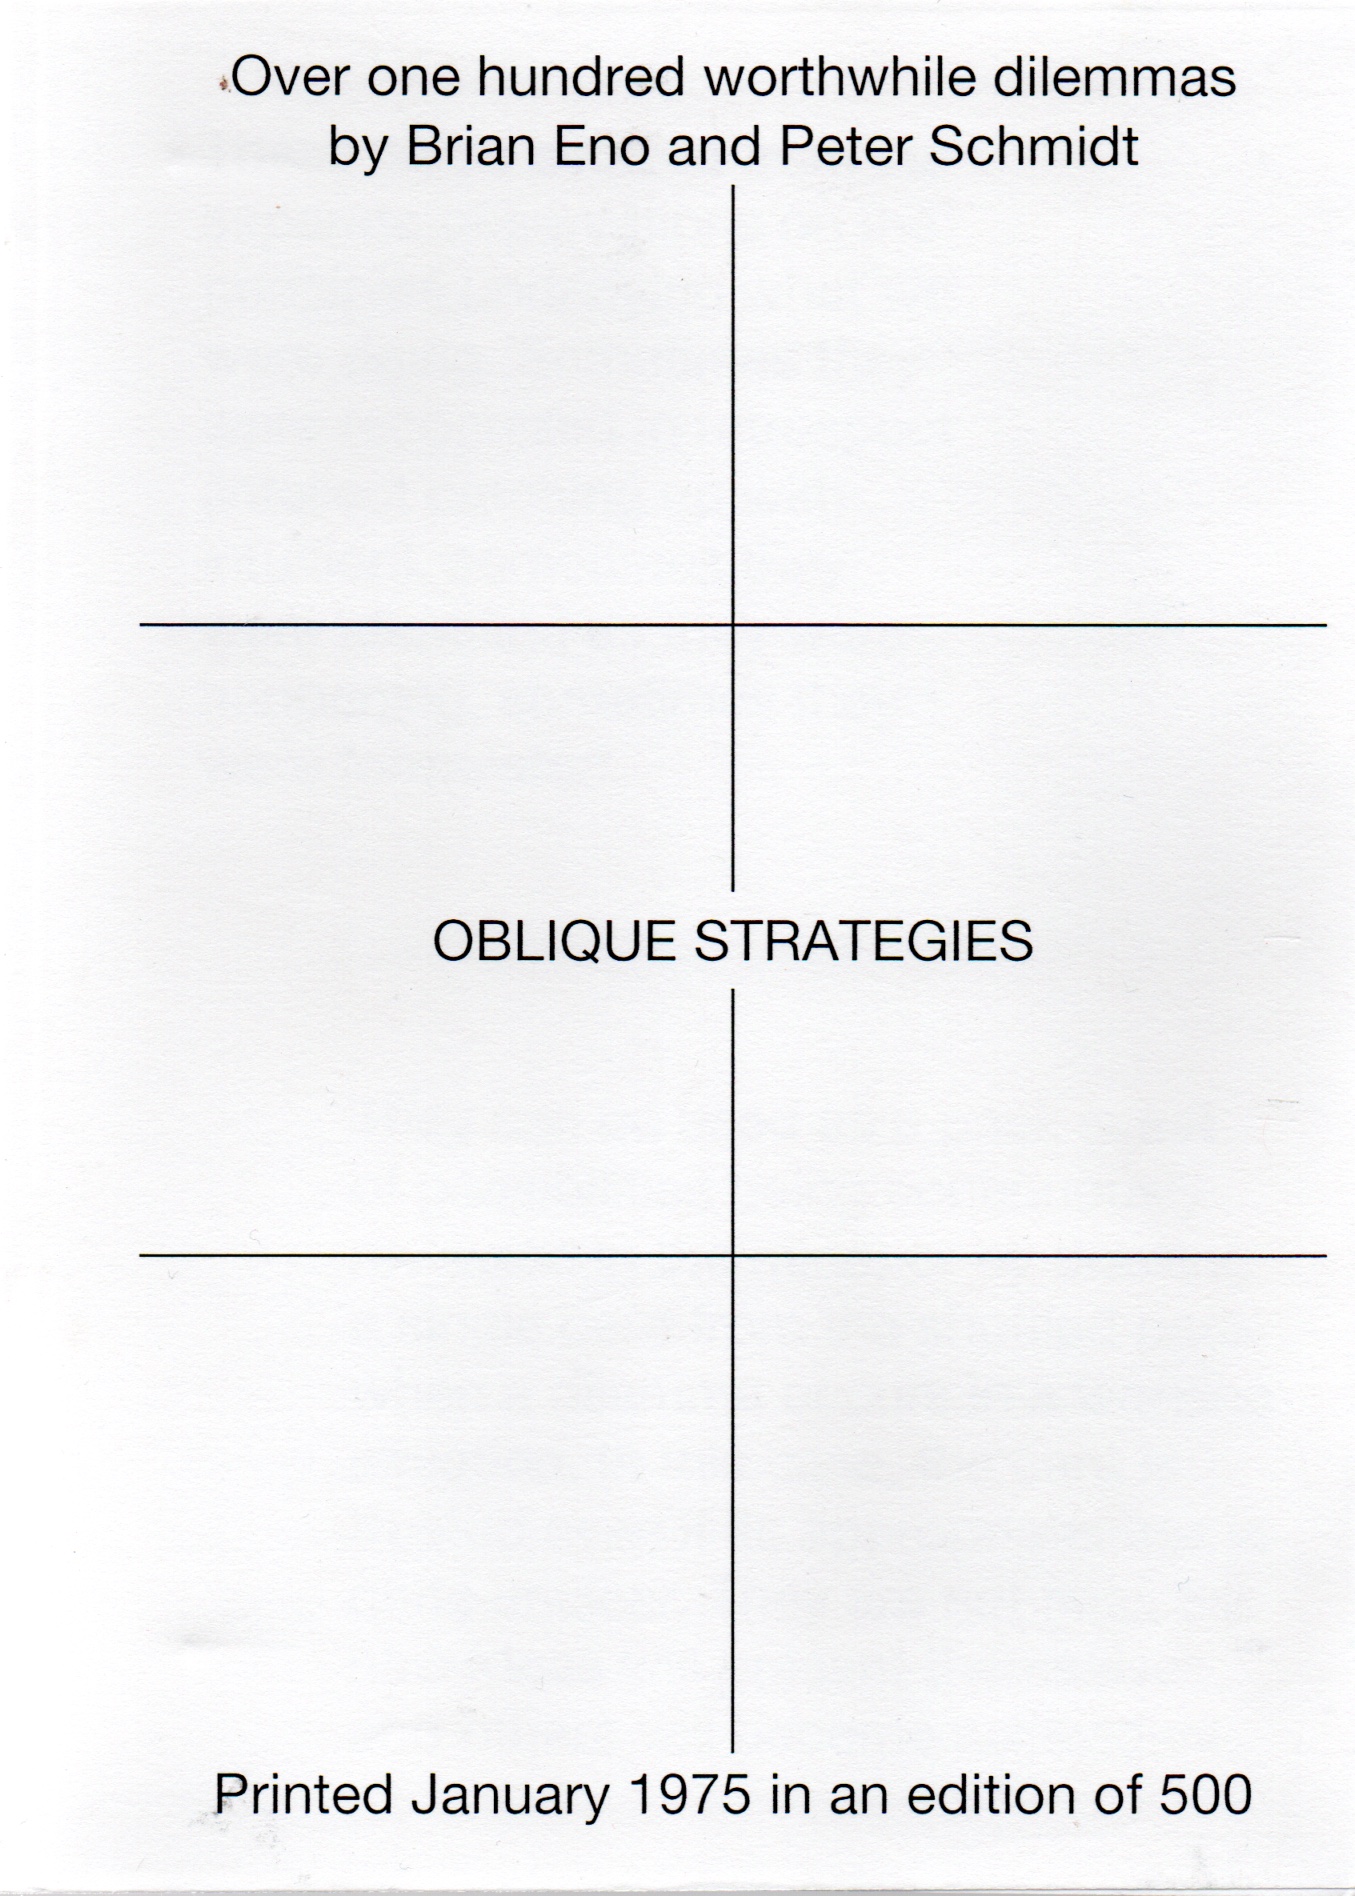 Over one hundred worthwhile dilemmas
by Brian Eno and Peter Schmidt
OBLIQUE STRATEGIES
Printed January 1975 in an edition of 500